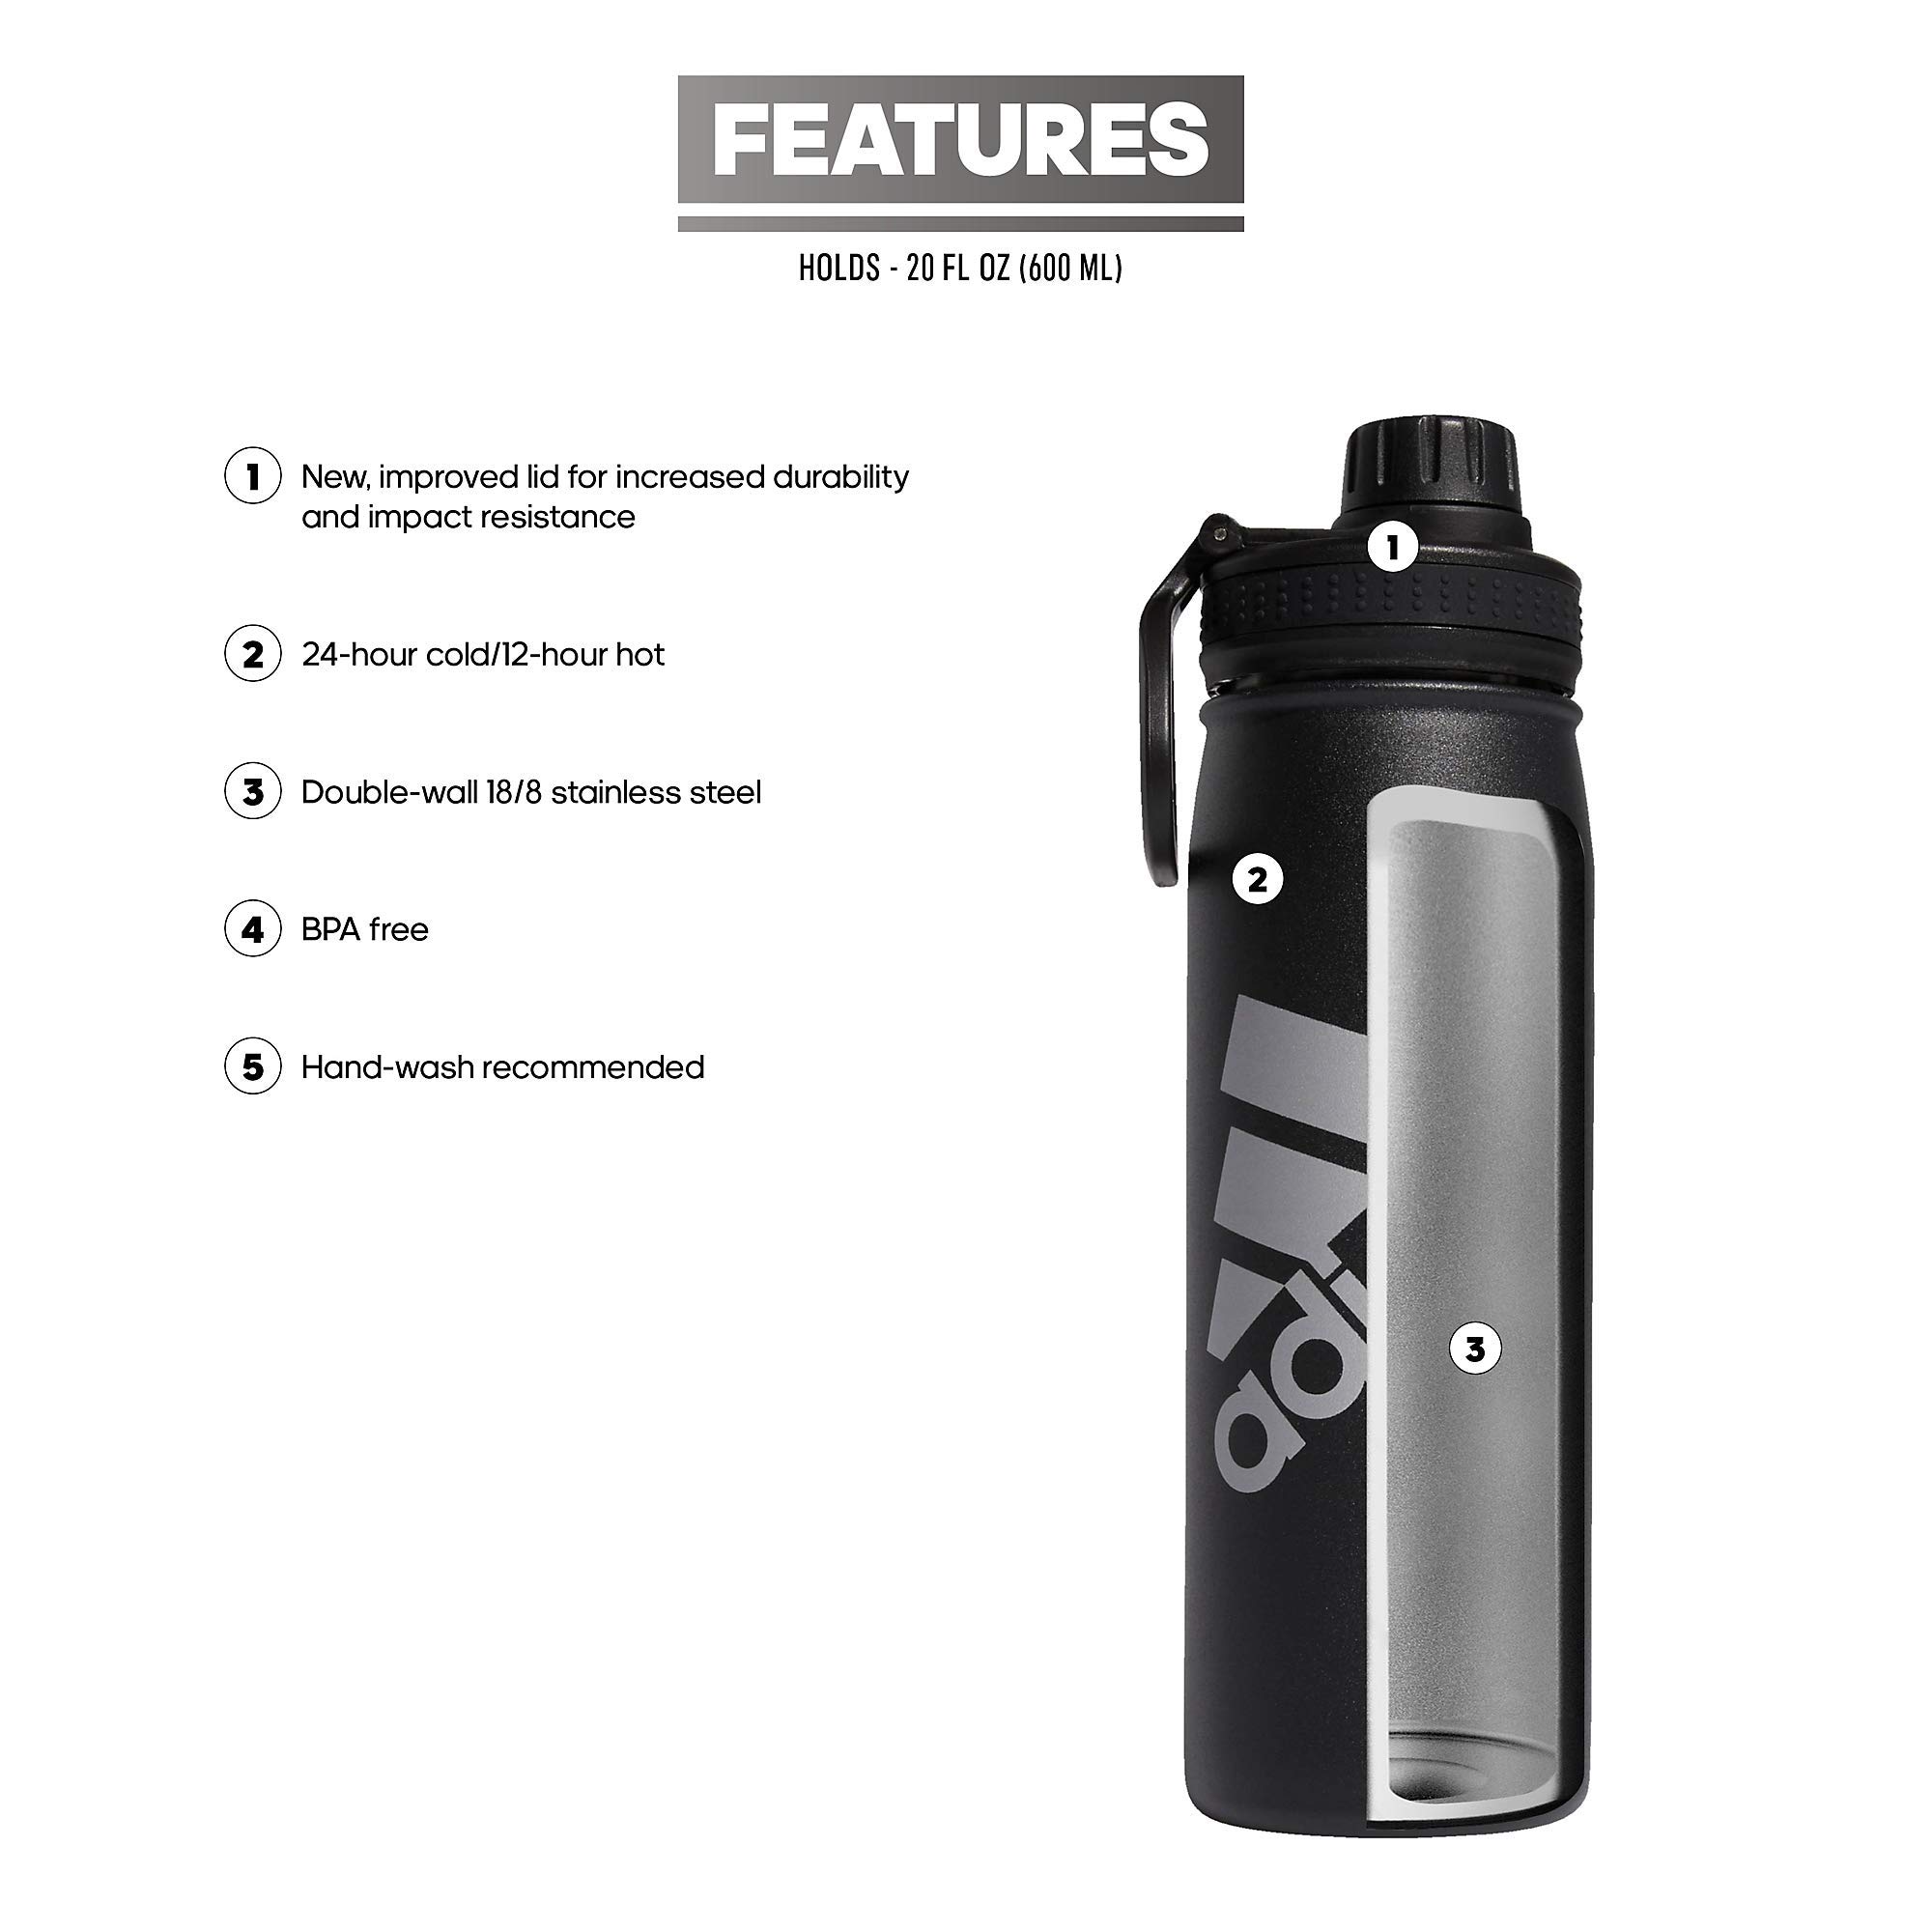 FEATURES
HOLDS - 20 FL OZ (600 ML)
1 New, improved lid for increased durability
and impact resistance
2 24-hour cold/12-hour hot
3 Double-wall 18/8 stainless steel
4 BPA free
5 Hand-wash recommended
1
2
3
ad